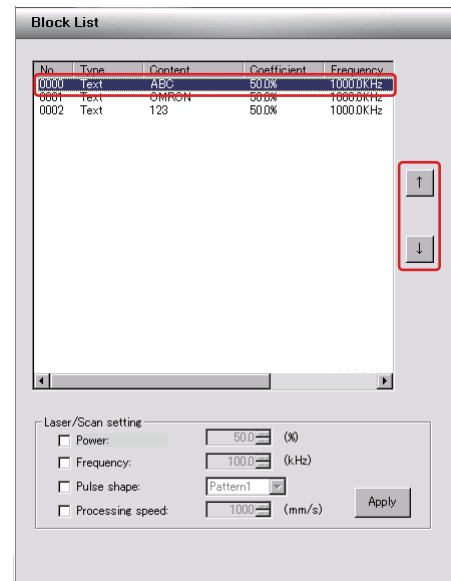 Block List
No. Type Content Coefficient Frequency
0000 Text ABC 50.0% 1000.0KHz
0001 Text OMRON 50.0% 1000.0KHz
0002 Text 123 50.0% 1000.0KHz
↑
↓
Laser/Scan setting
Power: 50.0 (%)
Frequency: 100.0 (kHz)
Pulse shape: Pattern1
Processing speed: 1000 (mm/s)
Apply